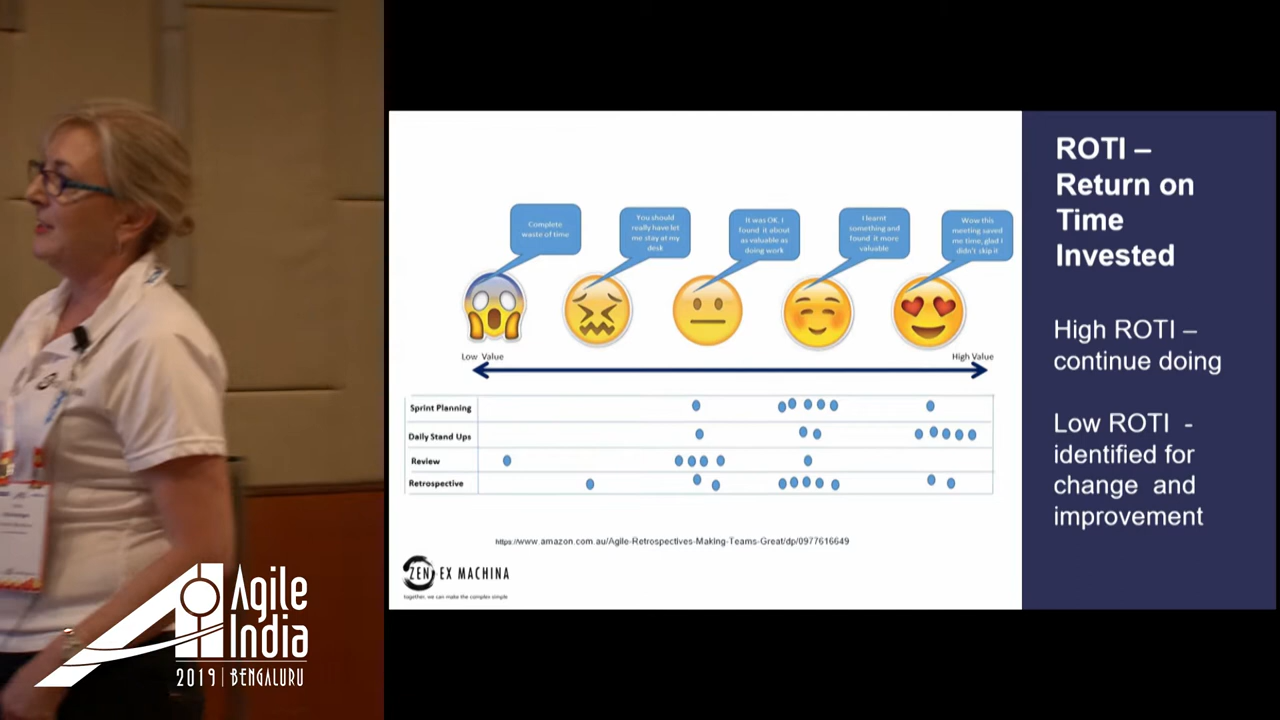 ROTI –
Return on
Time
Invested
High ROTI –
continue doing
Low ROTI -
identified for
change and
improvement
Complete
waste of time
You should
really have let
me stay at my
desk
It was OK. I
found it about
as valuable as
doing work
I learnt
something and
found it more
valuable
Wow this
meeting saved
me time, glad I
didn't skip it
Low Value
High Value
Sprint Planning
Daily Stand Ups
Review
Retrospective
https://www.amazon.com.au/Agile-Retrospectives-Making-Teams-Great/dp/0977616649
ZEN EX MACHINA
together, we can make the complex simple
Agile
India
2019 | BENGALURU